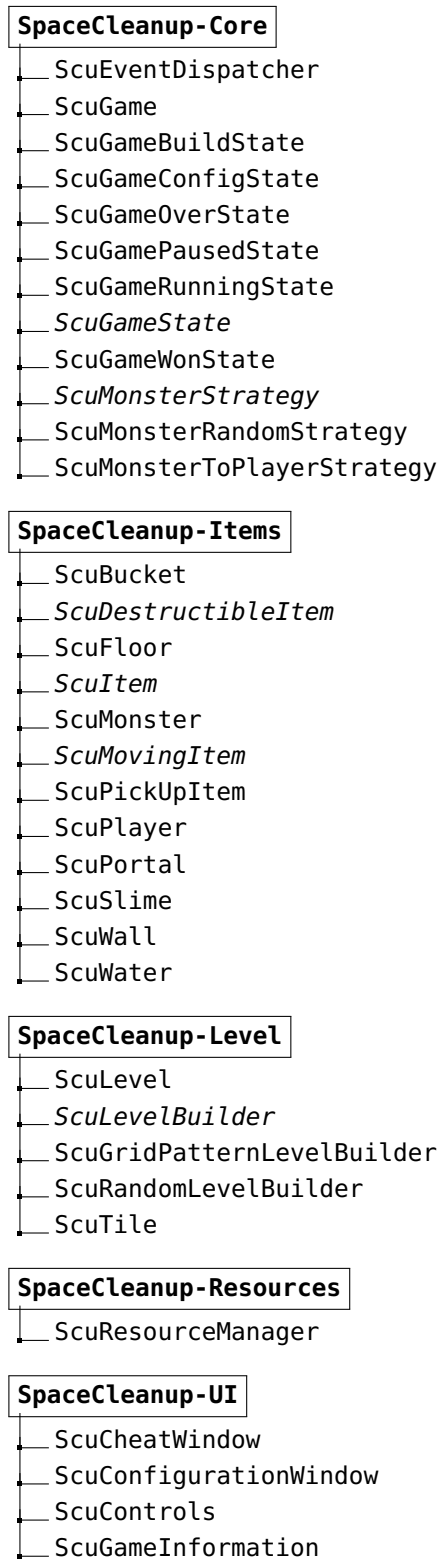 SpaceCleanup-Core
ScuEventDispatcher
ScuGame
ScuGameBuildState
ScuGameConfigState
ScuGameOverState
ScuGamePausedState
ScuGameRunningState
ScuGameState
ScuGameWonState
ScuMonsterStrategy
ScuMonsterRandomStrategy
ScuMonsterToPlayerStrategy
SpaceCleanup-Items
ScuBucket
ScuDestructibleItem
ScuFloor
ScuItem
ScuMonster
ScuMovingItem
ScuPickUpItem
ScuPlayer
ScuPortal
ScuSlime
ScuWall
ScuWater
SpaceCleanup-Level
ScuLevel
ScuLevelBuilder
ScuGridPatternLevelBuilder
ScuRandomLevelBuilder
ScuTile
SpaceCleanup-Resources
ScuResourceManager
SpaceCleanup-UI
ScuCheatWindow
ScuConfigurationWindow
ScuControls
ScuGameInformation